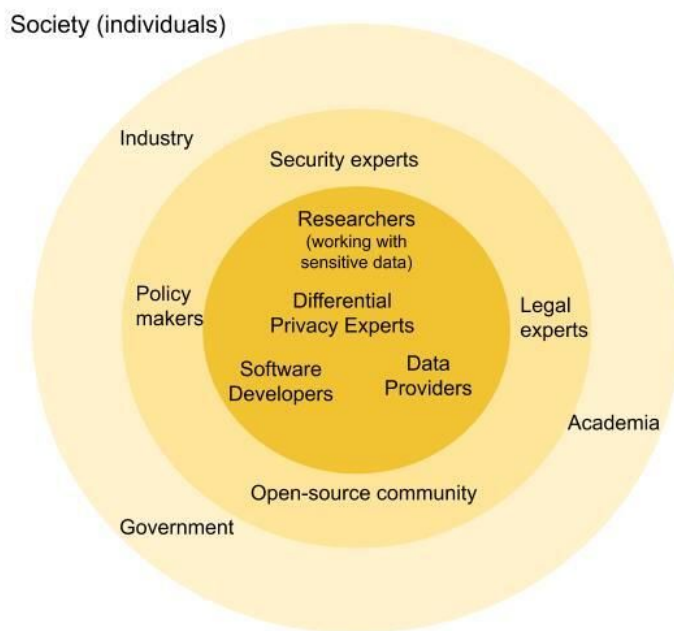 Society (individuals)
Industry
Security experts
Researchers
(working with
sensitive data)
Policy
makers
Differential
Privacy Experts
Legal
experts
Software
Developers
Data
Providers
Academia
Open-source community
Government